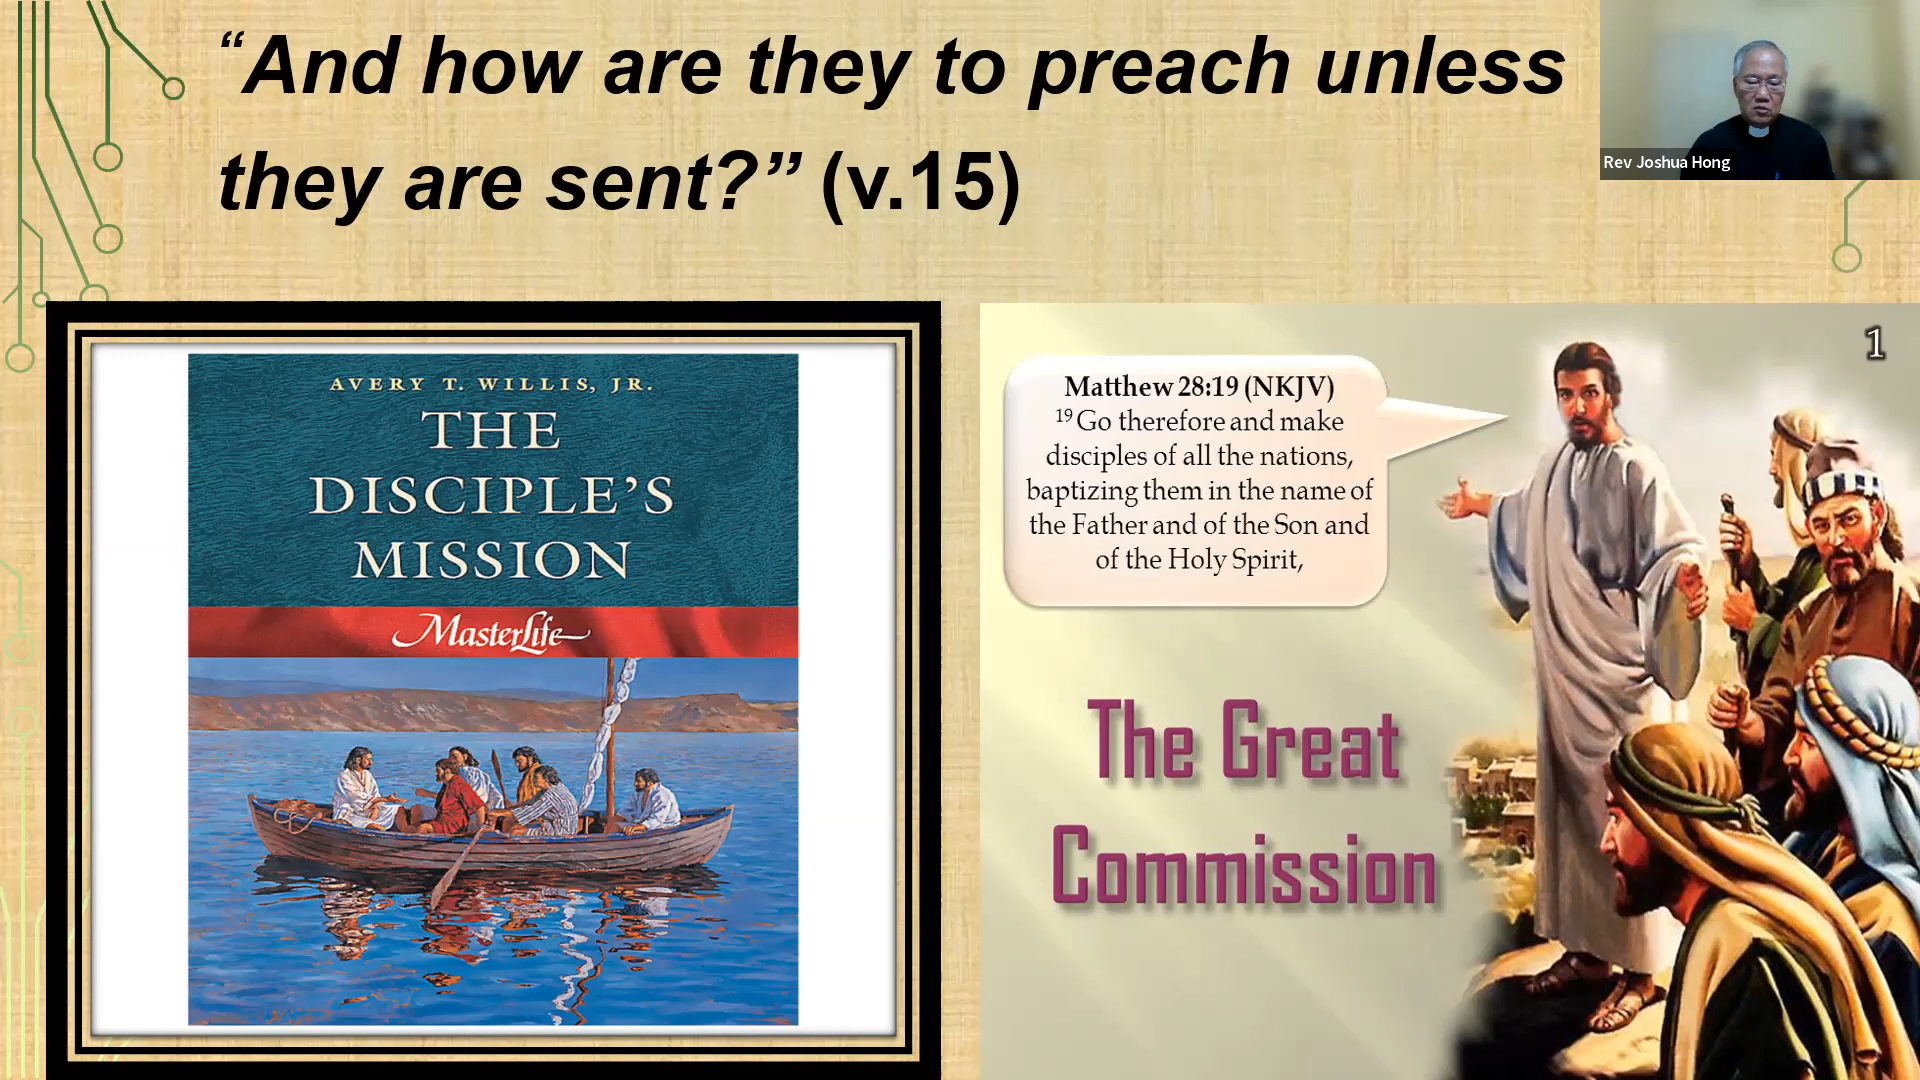 “And how are they to preach unless
they are sent?” (v.15)
Rev Joshua Hong
AVERY T. WILLIS, JR.
THE
DISCIPLE’S
MISSION
MasterLife
1
Matthew 28:19 (NKJV)
19 Go therefore and make
disciples of all the nations,
baptizing them in the name of
the Father and of the Son and
of the Holy Spirit,
The Great
Commission